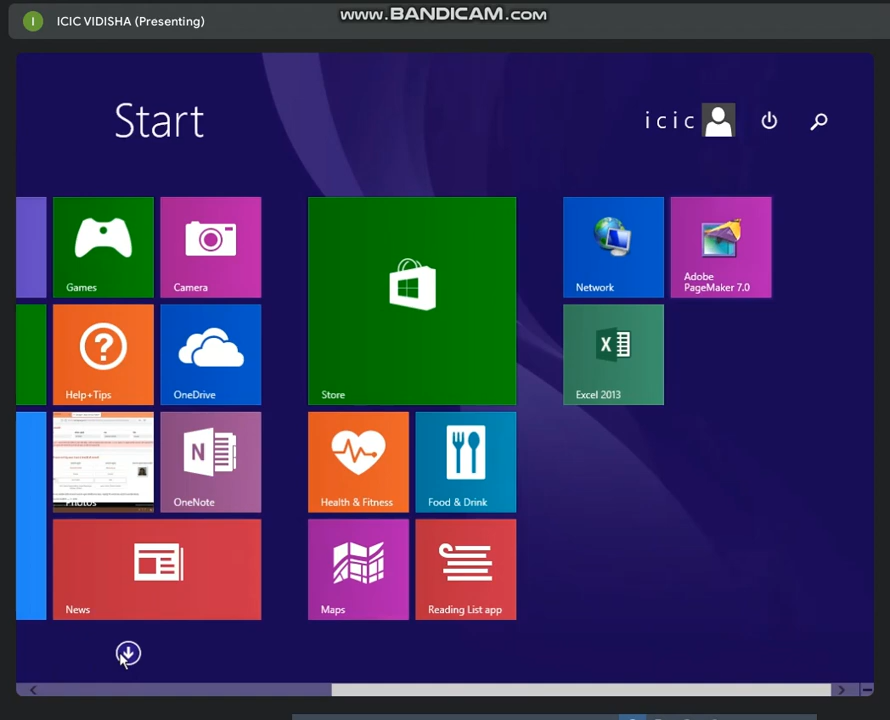 I ICIC VIDISHA (Presenting)
www.BANDICAM.com
Start
icic
Games
Camera
Store
Network
Adobe
PageMaker 7.0
Help+Tips
OneDrive
Excel 2013
Photos
OneNote
Health & Fitness
Food & Drink
News
Maps
Reading List app